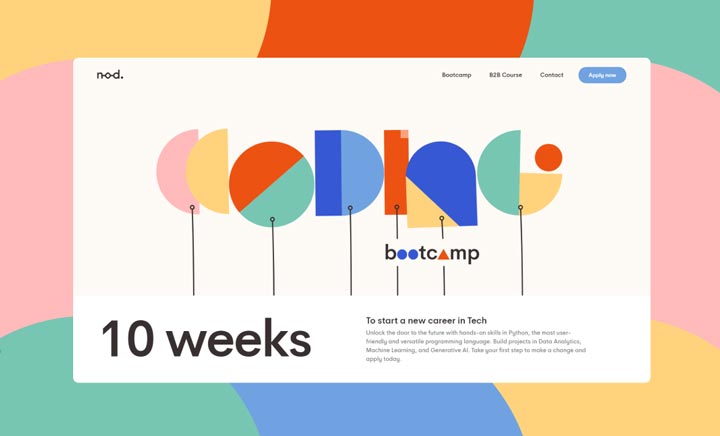 nod.
Bootcamp
B2B Course
Contact
Apply now
coding
bootcamp
10 weeks
To start a new career in Tech
Unlock the door to the future with hands-on skills in Python, the most user-
friendly and versatile programming language. Build projects in Data Analytics,
Machine Learning, and Generative AI. Take your first step to make a change and
apply today.